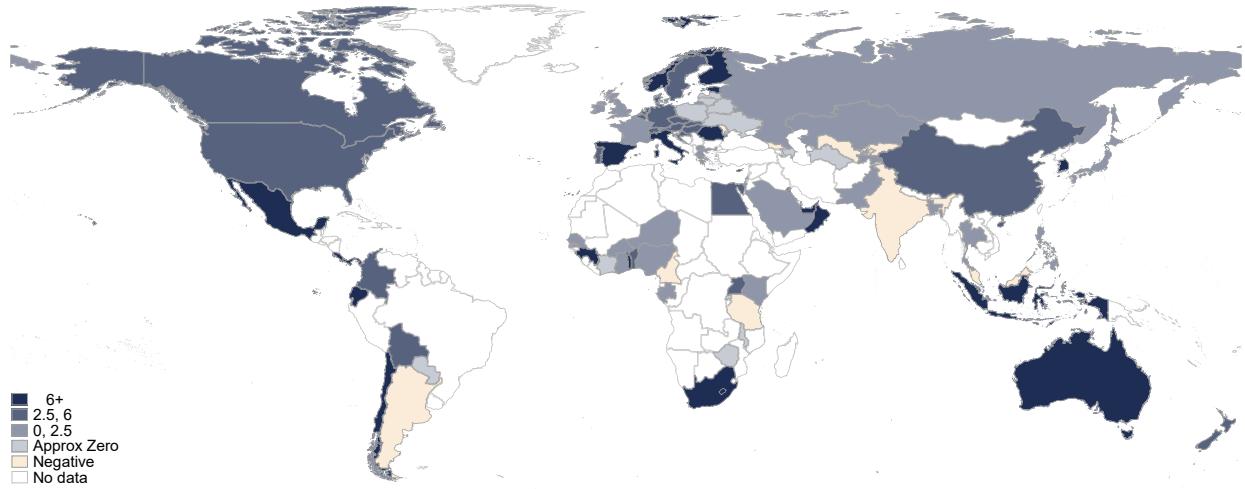 6+
2.5, 6
0, 2.5
Approx Zero
Negative
No data